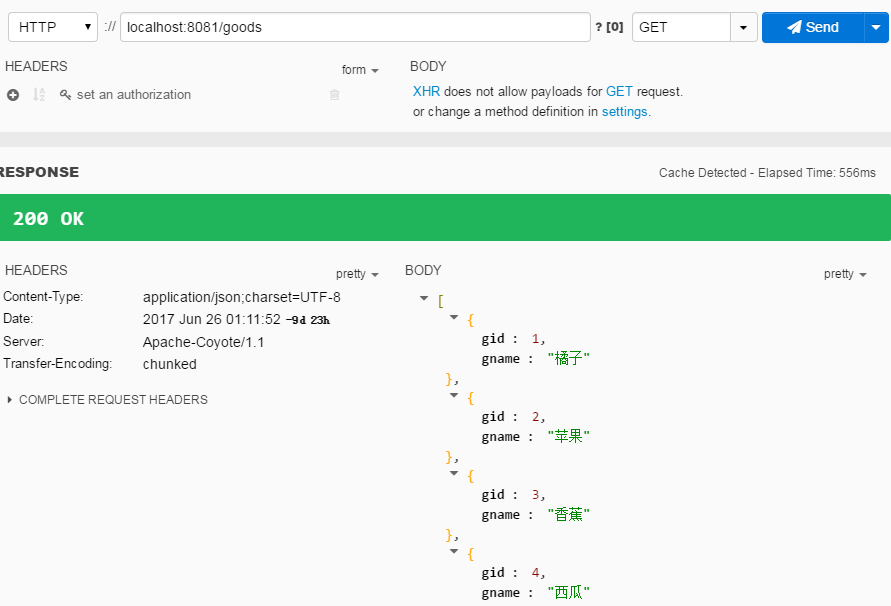 HTTP :// localhost:8081/goods ? [0] GET Send
HEADERS form
set an authorization
BODY
XHR does not allow payloads for GET request.
or change a method definition in settings.
RESPONSE Cache Detected - Elapsed Time: 556ms
200 OK
HEADERS pretty
Content-Type: application/json;charset=UTF-8
Date: 2017 Jun 26 01:11:52 -9d 23h
Server: Apache-Coyote/1.1
Transfer-Encoding: chunked
COMPLETE REQUEST HEADERS
BODY pretty
[
{
gid : 1,
gname : "橘子"
},
{
gid : 2,
gname : "苹果"
},
{
gid : 3,
gname : "香蕉"
},
{
gid : 4,
gname : "西瓜"